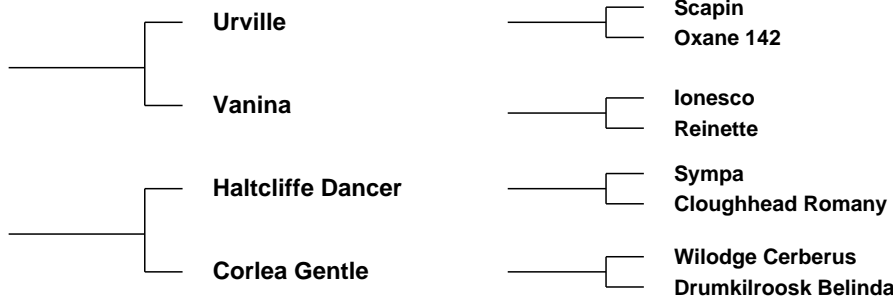 Urville
Scapin
Oxane 142
Vanina
Ionesco
Reinette
Haltcliffe Dancer
Sympa
Cloughhead Romany
Corlea Gentle
Wilodge Cerberus
Drumkilroosk Belinda